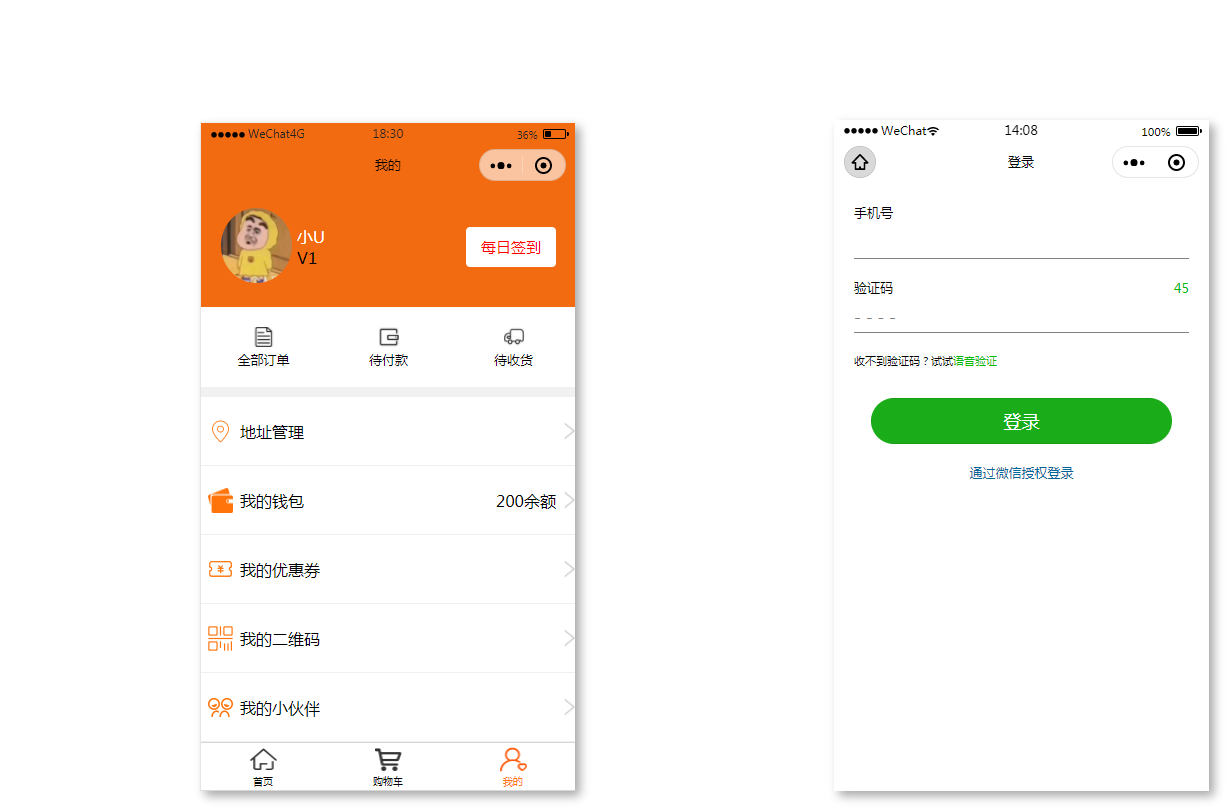 WeChat4G 18:30 36%
我的
小U
V1
每日签到
全部订单 待付款 待收货
地址管理
我的钱包 200余额
我的优惠券
我的二维码
我的小伙伴
首页 购物车 我的
WeChat 14:08 100%
登录
手机号
验证码 45
- - - -
收不到验证码？试试语音验证
登录
通过微信授权登录